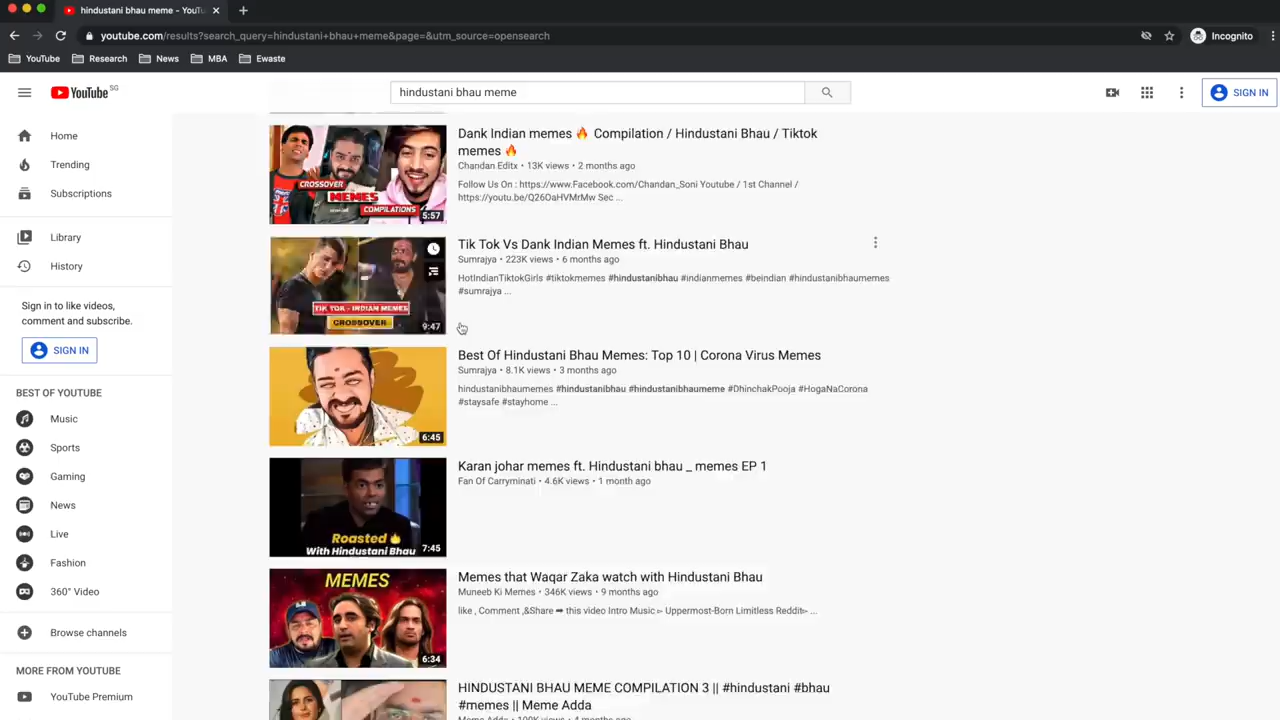 hindustani bhau meme - YouTu
youtube.com/results?search_query=hindustani+bhau+meme&page=&utm_source=opensearch
Incognito
YouTube
Research
News
MBA
Ewaste
YouTube SG
hindustani bhau meme
SIGN IN
Home
Trending
Subscriptions
Library
History
Sign in to like videos,
comment and subscribe.
SIGN IN
BEST OF YOUTUBE
Music
Sports
Gaming
News
Live
Fashion
360° Video
Browse channels
MORE FROM YOUTUBE
YouTube Premium
CROSSOVER
MEMES
COMPILATIONS
5:57
Dank Indian memes 🔥 Compilation / Hindustani Bhau / Tiktok
memes 🔥
Chandan Editx • 13K views • 2 months ago
Follow Us On : https://www.Facebook.com/Chandan_Soni Youtube / 1st Channel /
https://youtu.be/Q26OaHVMrMw Sec ...
TIK TOK - INDIAN MEMES
CROSSOVER
9:47
Tik Tok Vs Dank Indian Memes ft. Hindustani Bhau
Sumrajya • 223K views • 6 months ago
HotIndianTiktokGirls #tiktokmemes #hindustanibhau #indianmemes #beindian #hindustanibhaumemes
#sumrajya ...
6:45
Best Of Hindustani Bhau Memes: Top 10 | Corona Virus Memes
Sumrajya • 8.1K views • 3 months ago
hindustanibhaumemes #hindustanibhau #hindustanibhaumeme #DhinchakPooja #HogaNaCorona
#staysafe #stayhome ...
Roasted 🔥
With Hindustani Bhau
7:45
Karan johar memes ft. Hindustani bhau _ memes EP 1
Fan Of Carryminati • 4.6K views • 1 month ago
MEMES
6:34
Memes that Waqar Zaka watch with Hindustani Bhau
Muneeb Ki Memes • 346K views • 9 months ago
like , Comment ,&Share ➡ this video Intro Music ▻ Uppermost-Born Limitless Reddit▻ ...
HINDUSTANI BHAU MEME COMPILATION 3 || #hindustani #bhau
#memes || Meme Adda
Meme Adda • 109K views • 4 months ago